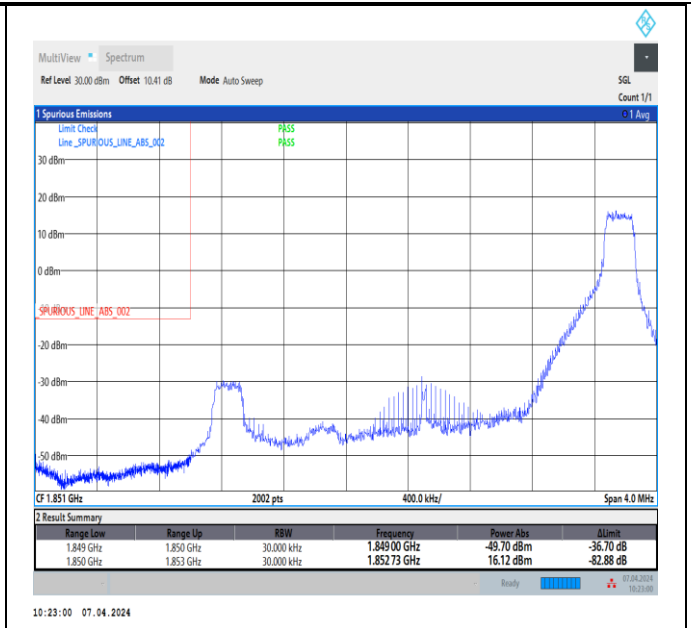 MultiView Spectrum
Ref Level 30.00 dBm Offset 10.41 dB Mode Auto Sweep SGL
Count 1/1
1 Spurious Emissions 1 Avg
Limit Check PASS
Line _SPURIOUS_LINE_ABS_002 PASS
30 dBm
20 dBm
10 dBm
0 dBm
_SPURIOUS_LINE_ABS_002
-20 dBm
-30 dBm
-40 dBm
-50 dBm
CF 1.851 GHz 2002 pts 400.0 kHz/ Span 4.0 MHz
2 Result Summary
Range Low Range Up RBW Frequency Power Abs ΔLimit
1.849 GHz 1.850 GHz 30.000 kHz 1.84900 GHz -49.70 dBm -36.70 dB
1.850 GHz 1.853 GHz 30.000 kHz 1.85273 GHz 16.12 dBm -82.88 dB
Ready 07.04.2024
10:23:00
10:23:00 07.04.2024